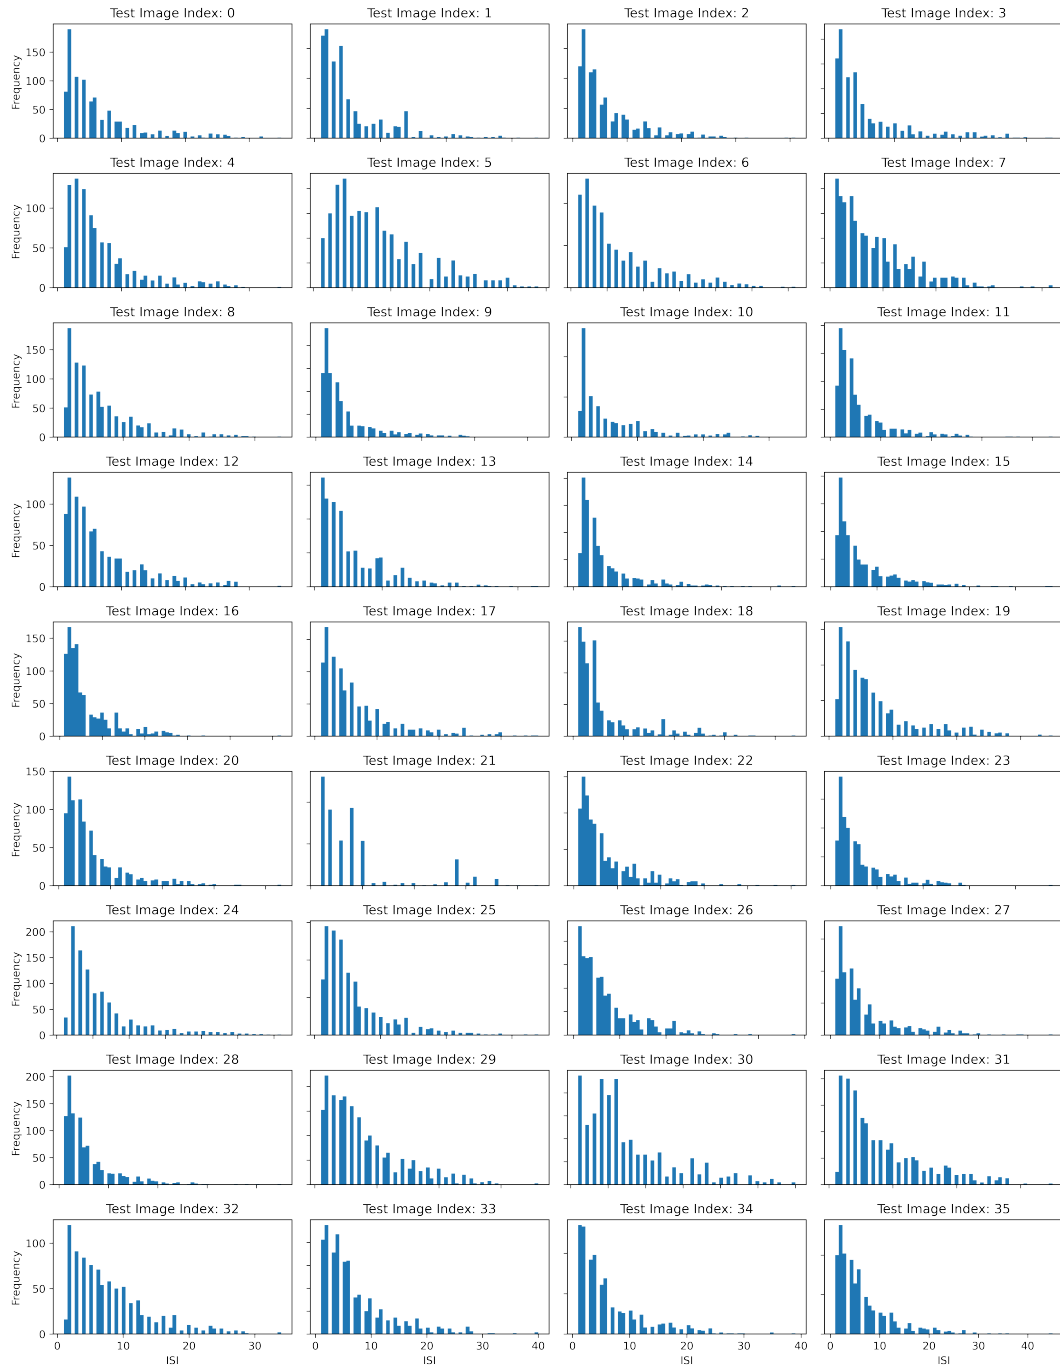 Test Image Index: 0
Test Image Index: 1
Test Image Index: 2
Test Image Index: 3
Frequency
150
100
50
0
Test Image Index: 4
Test Image Index: 5
Test Image Index: 6
Test Image Index: 7
Frequency
100
50
0
Test Image Index: 8
Test Image Index: 9
Test Image Index: 10
Test Image Index: 11
Frequency
150
100
50
0
Test Image Index: 12
Test Image Index: 13
Test Image Index: 14
Test Image Index: 15
Frequency
100
50
0
Test Image Index: 16
Test Image Index: 17
Test Image Index: 18
Test Image Index: 19
Frequency
150
100
50
0
Test Image Index: 20
Test Image Index: 21
Test Image Index: 22
Test Image Index: 23
Frequency
150
100
50
0
Test Image Index: 24
Test Image Index: 25
Test Image Index: 26
Test Image Index: 27
Frequency
200
150
100
50
0
Test Image Index: 28
Test Image Index: 29
Test Image Index: 30
Test Image Index: 31
Frequency
200
150
100
50
0
Test Image Index: 32
Test Image Index: 33
Test Image Index: 34
Test Image Index: 35
Frequency
100
50
0
0 10 20 30
0 10 20 30 40
0 10 20 30 40
0 10 20 30 40
ISI
ISI
ISI
ISI